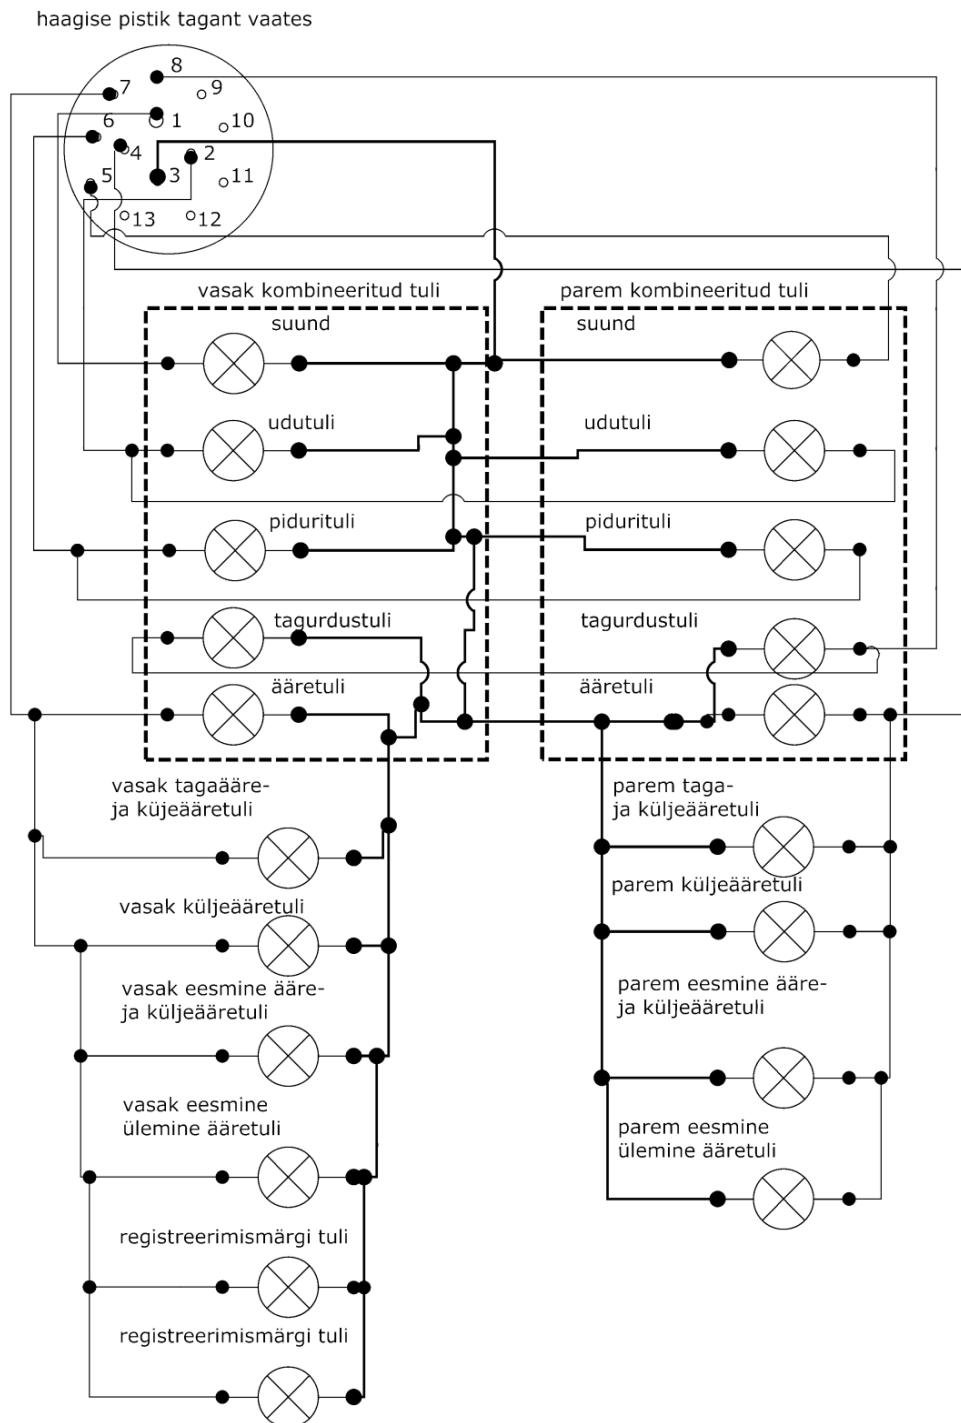 haagise pistik tagant vaates
8
7
9
6
1
10
4
2
5
3
11
13
12
vasak kombineeritud tuli
parem kombineeritud tuli
suund
suund
udutuli
udutuli
pidurituli
pidurituli
tagurdustuli
tagurdustuli
ääretuli
ääretuli
vasak tagaääre-
ja küjeääretuli
parem taga-
ja küljeääretuli
vasak küljeääretuli
parem küljeääretuli
vasak eesmine ääre-
ja küljeääretuli
parem eesmine ääre-
ja küljeääretuli
vasak eesmine
ülemine ääretuli
parem eesmine
ülemine ääretuli
registreerimismärgi tuli
registreerimismärgi tuli